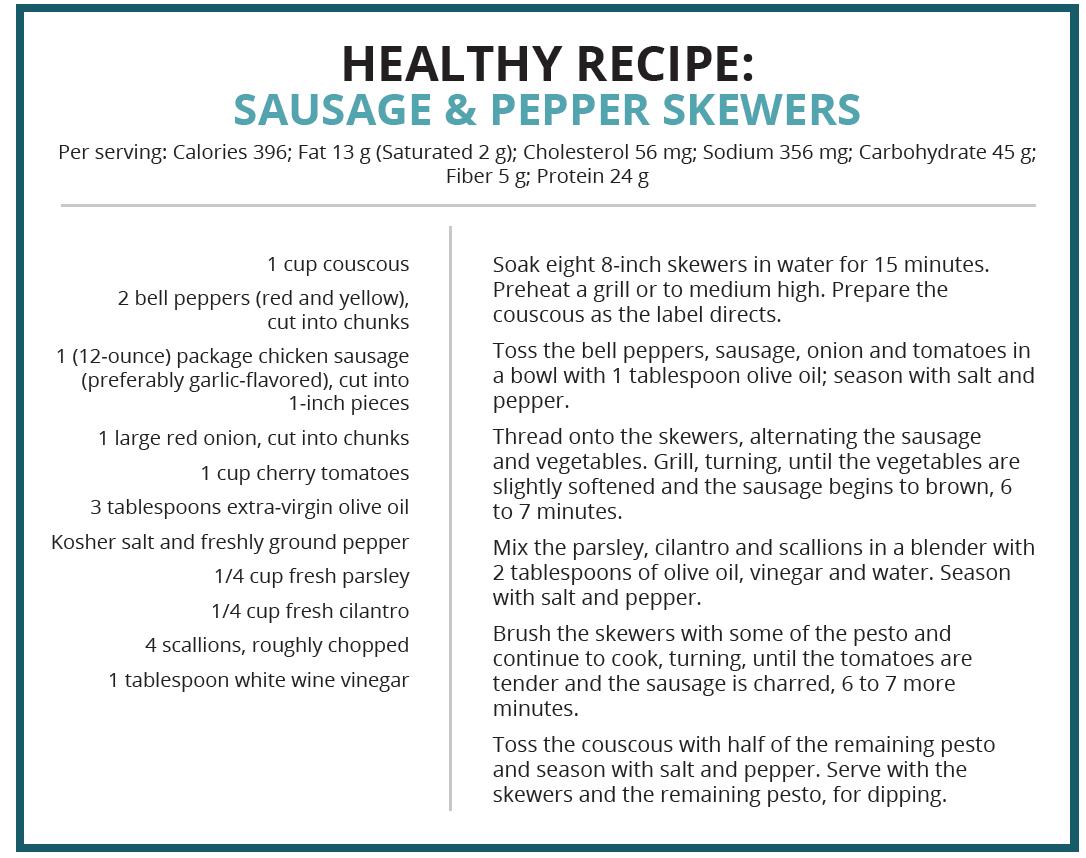 HEALTHY RECIPE:
SAUSAGE & PEPPER SKEWERS
Per serving: Calories 396; Fat 13 g (Saturated 2 g); Cholesterol 56 mg; Sodium 356 mg; Carbohydrate 45 g;
Fiber 5 g; Protein 24 g
1 cup couscous
2 bell peppers (red and yellow),
cut into chunks
1 (12-ounce) package chicken sausage
(preferably garlic-flavored), cut into
1-inch pieces
1 large red onion, cut into chunks
1 cup cherry tomatoes
3 tablespoons extra-virgin olive oil
Kosher salt and freshly ground pepper
1/4 cup fresh parsley
1/4 cup fresh cilantro
4 scallions, roughly chopped
1 tablespoon white wine vinegar
Soak eight 8-inch skewers in water for 15 minutes.
Preheat a grill or to medium high. Prepare the
couscous as the label directs.
Toss the bell peppers, sausage, onion and tomatoes in
a bowl with 1 tablespoon olive oil; season with salt and
pepper.
Thread onto the skewers, alternating the sausage
and vegetables. Grill, turning, until the vegetables are
slightly softened and the sausage begins to brown, 6
to 7 minutes.
Mix the parsley, cilantro and scallions in a blender with
2 tablespoons of olive oil, vinegar and water. Season
with salt and pepper.
Brush the skewers with some of the pesto and
continue to cook, turning, until the tomatoes are
tender and the sausage is charred, 6 to 7 more
minutes.
Toss the couscous with half of the remaining pesto
and season with salt and pepper. Serve with the
skewers and the remaining pesto, for dipping.